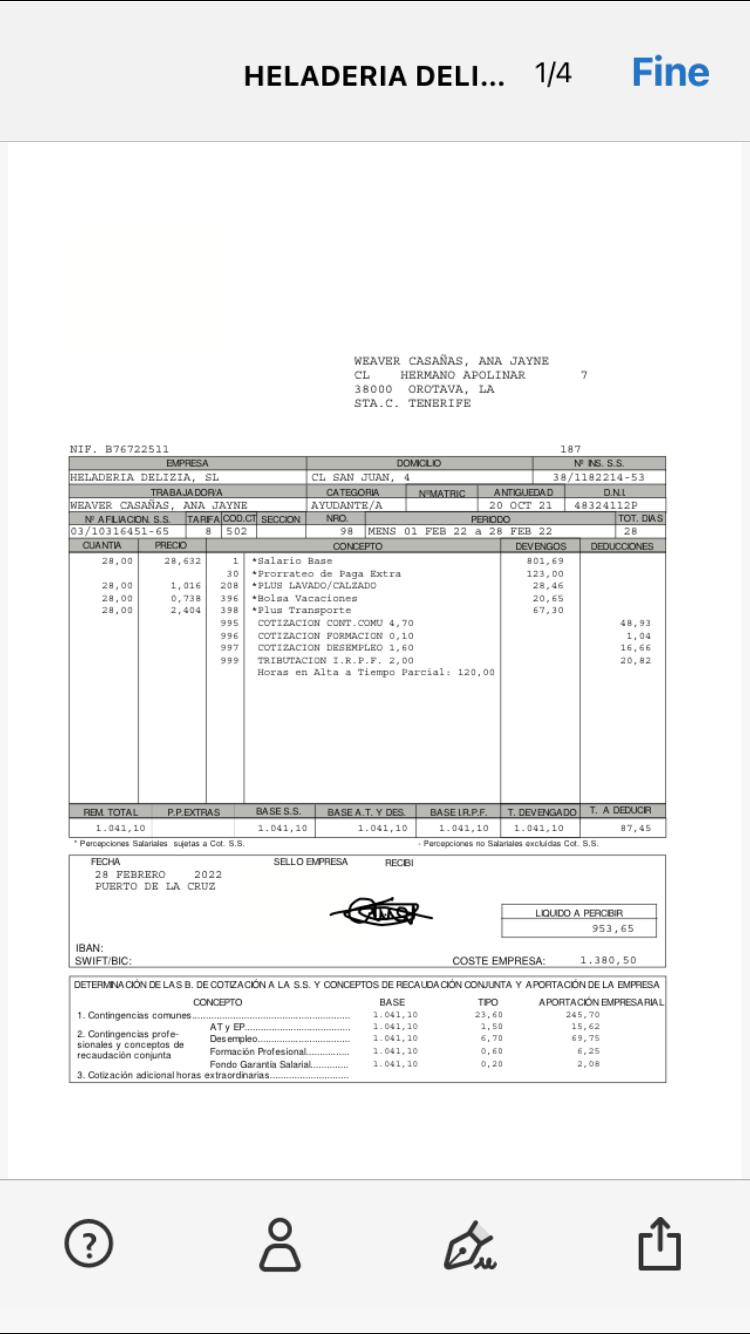 HELADERIA DELI... 1/4 Fine
WEAVER CASAÑAS, ANA JAYNE
CL HERMANO APOLINAR 7
38000 OROTAVA, LA
STA.C. TENERIFE
NIF. B76722511 187
EMPRESA DOMICILIO Nº INS. S.S.
HELADERIA DELIZIA, SL CL SAN JUAN, 4 38/1182214-53
TRABAJADOR/A CATEGORIA NºMATRIC ANTIGUEDAD D.N.I.
WEAVER CASAÑAS, ANA JAYNE AYUDANTE/A 20 OCT 21 48324112P
Nº AFILIACION. S.S. TARIFA COD.CT SECCION NRO. PERIODO TOT. DIAS
03/10316451-65 8 502 98 MENS 01 FEB 22 a 28 FEB 22 28
CUANTIA PRECIO CONCEPTO DEVENGOS DEDUCCIONES
28,00 28,632 1 *Salario Base 801,69
30 *Prorrateo de Paga Extra 123,00
28,00 1,016 208 *PLUS LAVADO/CALZADO 28,46
28,00 0,738 396 *Bolsa Vacaciones 20,65
28,00 2,404 398 *Plus Transporte 67,30
995 COTIZACION CONT.COMU 4,70 48,93
996 COTIZACION FORMACION 0,10 1,04
997 COTIZACION DESEMPLEO 1,60 16,66
999 TRIBUTACION I.R.P.F. 2,00 20,82
Horas en Alta a Tiempo Parcial: 120,00
REM. TOTAL P.P.EXTRAS BASE S.S. BASE A.T. Y DES. BASE I.R.P.F. T. DEVENGADO T. A DEDUCIR
1.041,10 1.041,10 1.041,10 1.041,10 1.041,10 87,45
* Percepciones Salariales sujetas a Cot. S.S. - Percepciones no Salariales excluídas Cot. S.S.
FECHA SELLO EMPRESA RECIBI
28 FEBRERO 2022
PUERTO DE LA CRUZ
LIQUIDO A PERCIBIR
953,65
IBAN:
SWIFT/BIC: COSTE EMPRESA: 1.380,50
DETERMINACIÓN DE LAS B. DE COTIZACIÓN A LA S.S. Y CONCEPTOS DE RECAUDACIÓN CONJUNTA Y APORTACIÓN DE LA EMPRESA
CONCEPTO BASE TIPO APORTACIÓN EMPRESARIAL
1. Contingencias comunes 1.041,10 23,60 245,70
2. Contingencias profe-
sionales y conceptos de
recaudación conjunta
AT y EP 1.041,10 1,50 15,62
Desempleo 1.041,10 6,70 69,75
Formación Profesional 1.041,10 0,60 6,25
Fondo Garantía Salarial 1.041,10 0,20 2,08
3. Cotización adicional horas extraordinarias